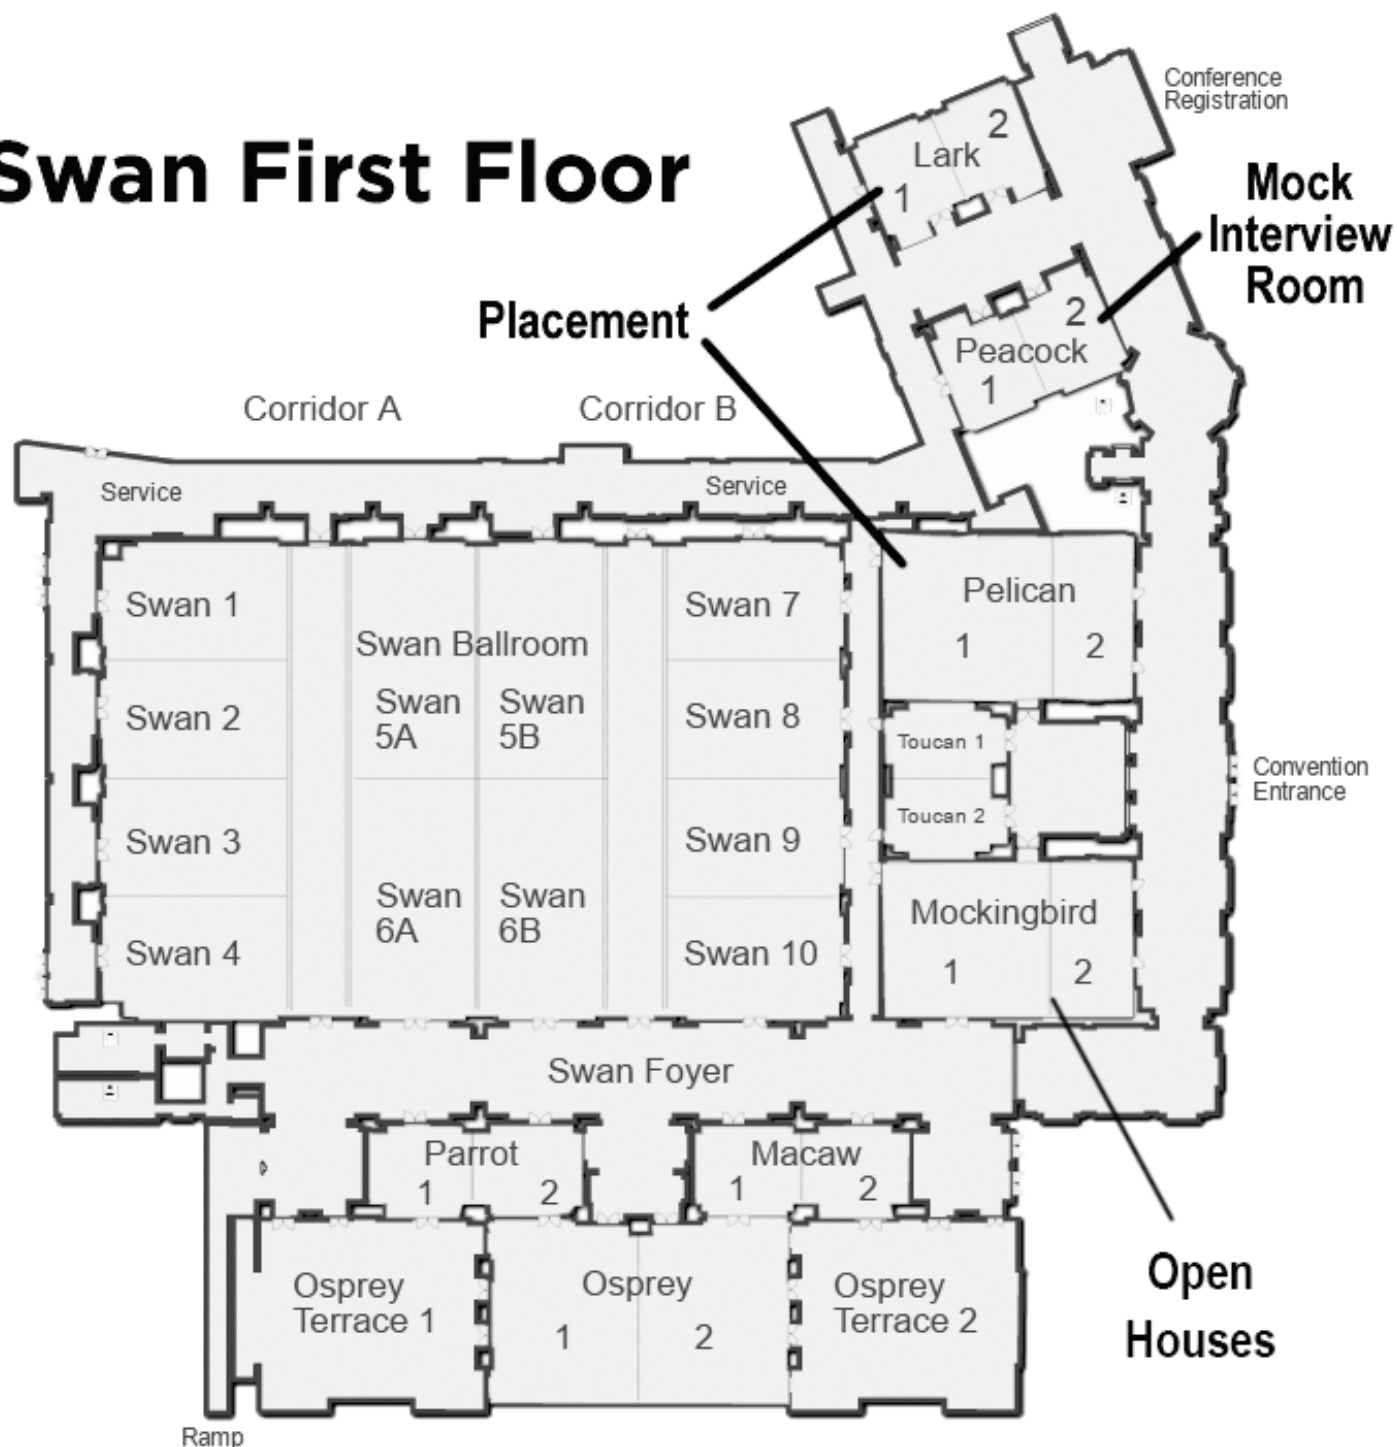 Swan First Floor
Conference
Registration
Mock
Interview
Room
Lark
1
2
Placement
Peacock
1
2
Corridor A
Corridor B
Service
Service
Swan 1
Swan 2
Swan 3
Swan 4
Swan Ballroom
Swan
5A
Swan
5B
Swan
6A
Swan
6B
Swan 7
Swan 8
Swan 9
Swan 10
Pelican
1
2
Toucan 1
Toucan 2
Convention
Entrance
Mockingbird
1
2
Swan Foyer
Parrot
1
2
Macaw
1
2
Osprey
Terrace 1
Osprey
1
2
Osprey
Terrace 2
Open
Houses
Ramp